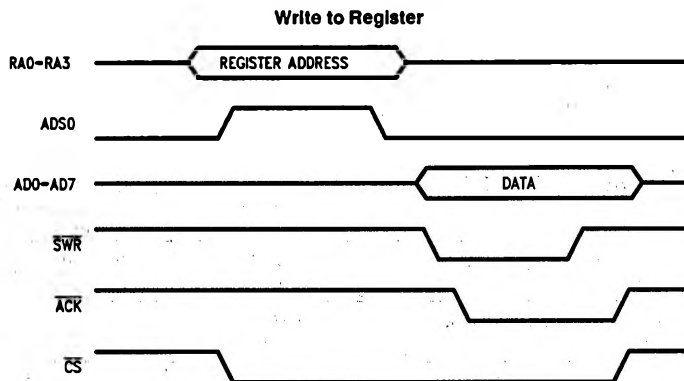 Write to Register
RA0-RA3 REGISTER ADDRESS
ADS0
AD0-AD7 DATA
SWR
ACK
CS